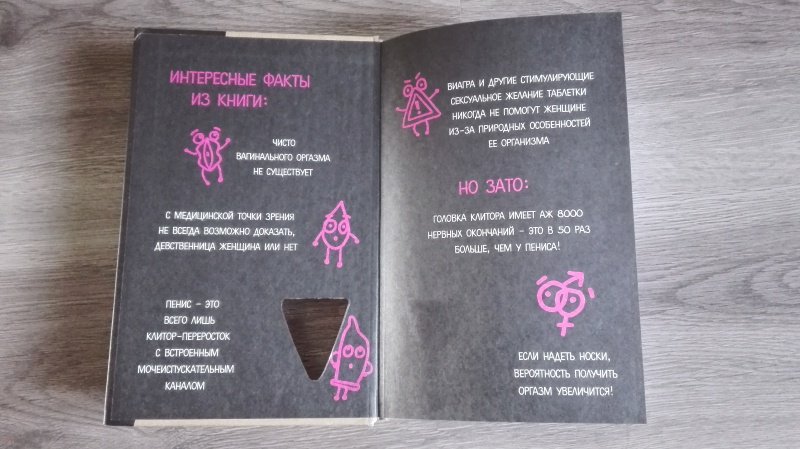 ИНТЕРЕСНЫЕ ФАКТЫ
ИЗ КНИГИ:
ЧИСТО
ВАГИНАЛЬНОГО ОРГАЗМА
НЕ СУЩЕСТВУЕТ
С МЕДИЦИНСКОЙ ТОЧКИ ЗРЕНИЯ
НЕ ВСЕГДА ВОЗМОЖНО ДОКАЗАТЬ,
ДЕВСТВЕННИЦА ЖЕНЩИНА ИЛИ НЕТ
ПЕНИС – ЭТО
ВСЕГО ЛИШЬ
КЛИТОР-ПЕРЕРОСТОК
С ВСТРОЕННЫМ
МОЧЕИСПУСКАТЕЛЬНЫМ
КАНАЛОМ
ВИАГРА И ДРУГИЕ СТИМУЛИРУЮЩИЕ
СЕКСУАЛЬНОЕ ЖЕЛАНИЕ ТАБЛЕТКИ
НИКОГДА НЕ ПОМОГУТ ЖЕНЩИНЕ
ИЗ-ЗА ПРИРОДНЫХ ОСОБЕННОСТЕЙ
ЕЕ ОРГАНИЗМА
НО ЗАТО:
ГОЛОВКА КЛИТОРА ИМЕЕТ АЖ 8000
НЕРВНЫХ ОКОНЧАНИЙ – ЭТО В 50 РАЗ
БОЛЬШЕ, ЧЕМ У ПЕНИСА!
ЕСЛИ НАДЕТЬ НОСКИ,
ВЕРОЯТНОСТЬ ПОЛУЧИТЬ
ОРГАЗМ УВЕЛИЧИТСЯ!